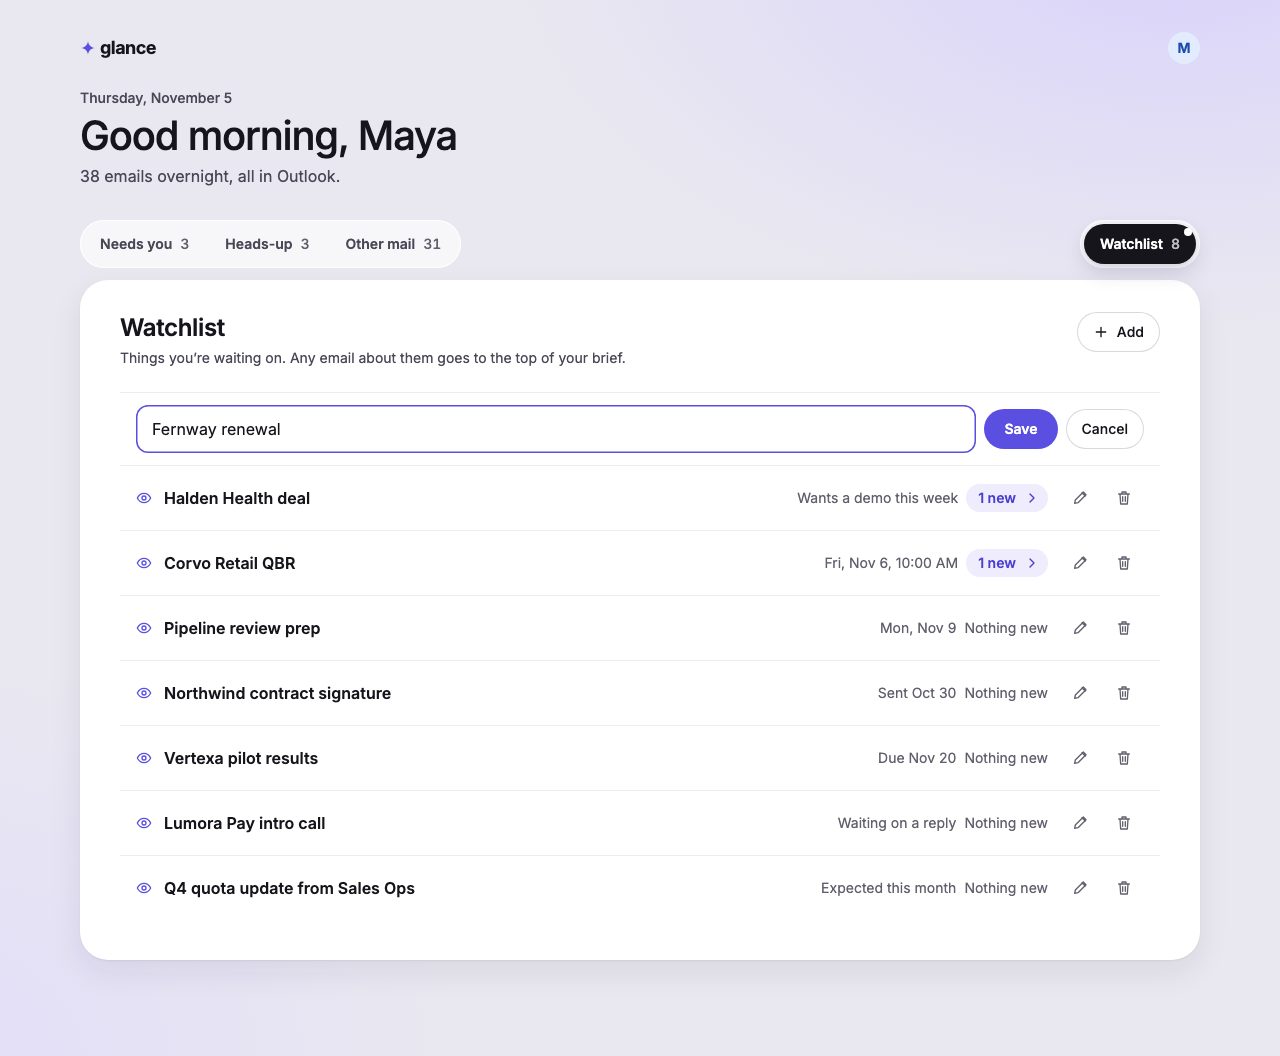 glance
M
Thursday, November 5
Good morning, Maya
38 emails overnight, all in Outlook.
Needs you 3 Heads-up 3 Other mail 31
Watchlist 8
Watchlist
+ Add
Things you’re waiting on. Any email about them goes to the top of your brief.
Fernway renewal Save Cancel
Halden Health deal Wants a demo this week 1 new
Corvo Retail QBR Fri, Nov 6, 10:00 AM 1 new
Pipeline review prep Mon, Nov 9 Nothing new
Northwind contract signature Sent Oct 30 Nothing new
Vertexa pilot results Due Nov 20 Nothing new
Lumora Pay intro call Waiting on a reply Nothing new
Q4 quota update from Sales Ops Expected this month Nothing new